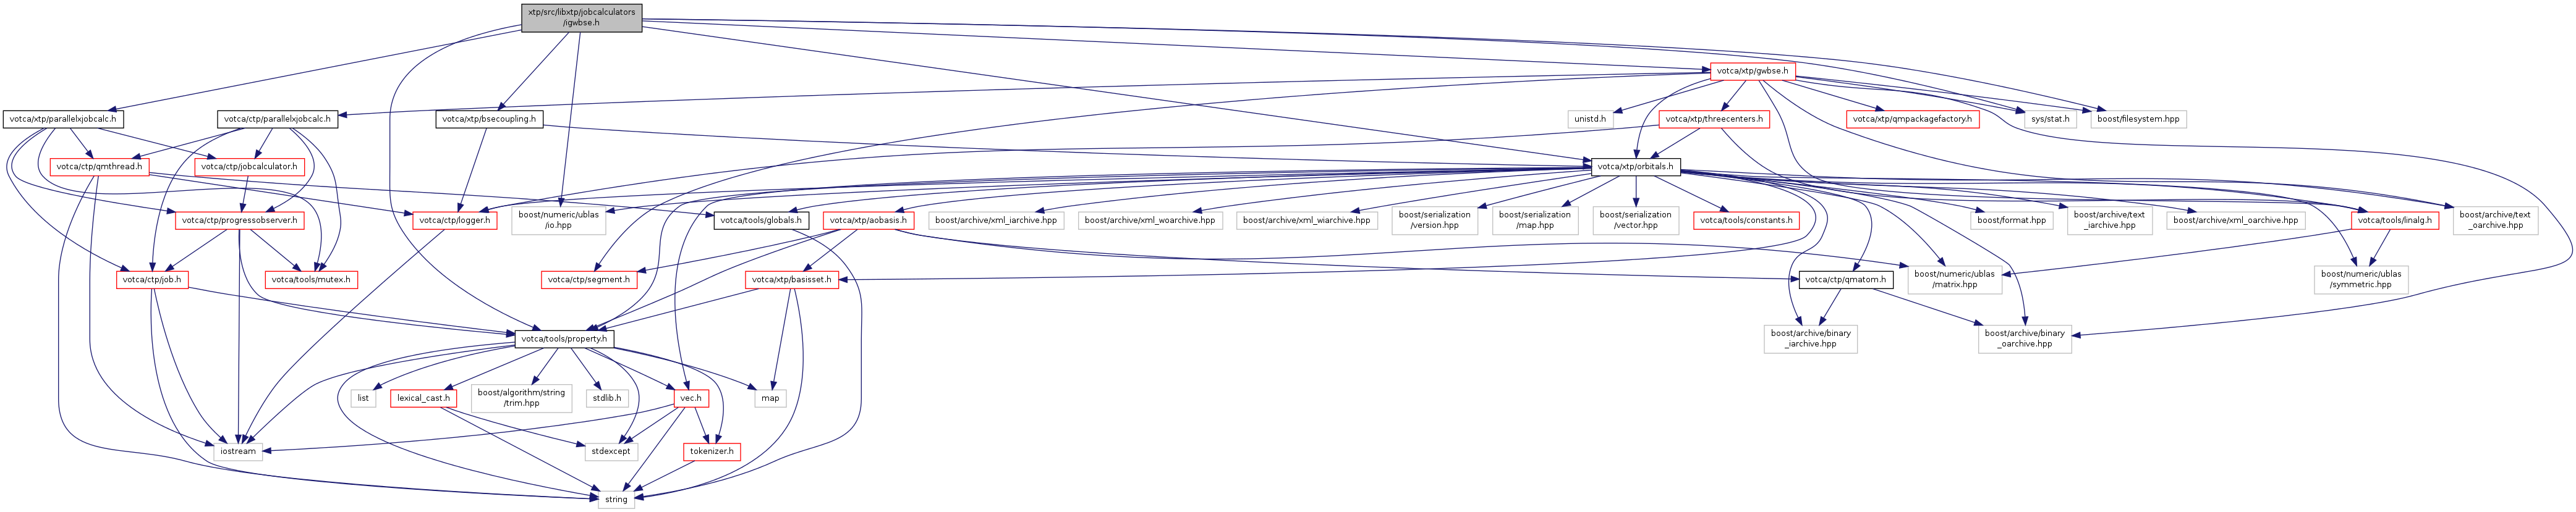 xtp/src/libxtp/jobcalculators
/igwbse.h
votca/xtp/gwbse.h
votca/xtp/parallelxjobcalc.h
votca/ctp/parallelxjobcalc.h
votca/xtp/bsecoupling.h
unistd.h
votca/xtp/threecenters.h
votca/xtp/qmpackagefactory.h
sys/stat.h
boost/filesystem.hpp
votca/ctp/qmthread.h
votca/ctp/jobcalculator.h
votca/xtp/orbitals.h
votca/ctp/progressobserver.h
votca/ctp/logger.h
boost/numeric/ublas
/io.hpp
votca/tools/globals.h
votca/xtp/aobasis.h
boost/archive/xml_iarchive.hpp
boost/archive/xml_woarchive.hpp
boost/archive/xml_wiarchive.hpp
boost/serialization
/version.hpp
boost/serialization
/map.hpp
boost/serialization
/vector.hpp
votca/tools/constants.h
boost/format.hpp
boost/archive/text
_iarchive.hpp
boost/archive/xml_oarchive.hpp
votca/tools/linalg.h
boost/archive/text
_oarchive.hpp
votca/ctp/job.h
votca/tools/mutex.h
votca/ctp/segment.h
votca/xtp/basisset.h
votca/ctp/qmatom.h
boost/numeric/ublas
/matrix.hpp
boost/numeric/ublas
/symmetric.hpp
votca/tools/property.h
boost/archive/binary
_iarchive.hpp
boost/archive/binary
_oarchive.hpp
list
lexical_cast.h
boost/algorithm/string
/trim.hpp
stdlib.h
vec.h
map
iostream
stdexcept
tokenizer.h
string